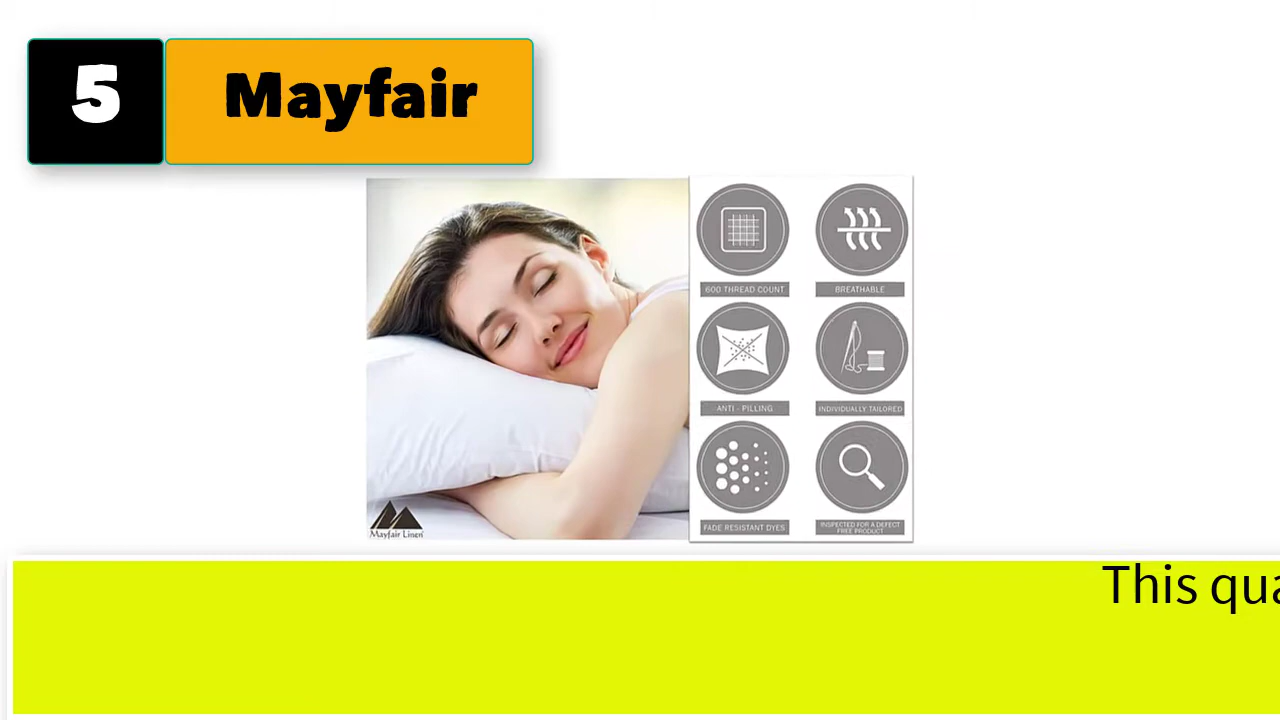 5
Mayfair
600 THREAD COUNT
BREATHABLE
ANTI - PILLING
INDIVIDUALLY TAILORED
FADE RESISTANT DYES
INSPECTED FOR A DEFECT
FREE PRODUCT
Mayfair Linen
This qua